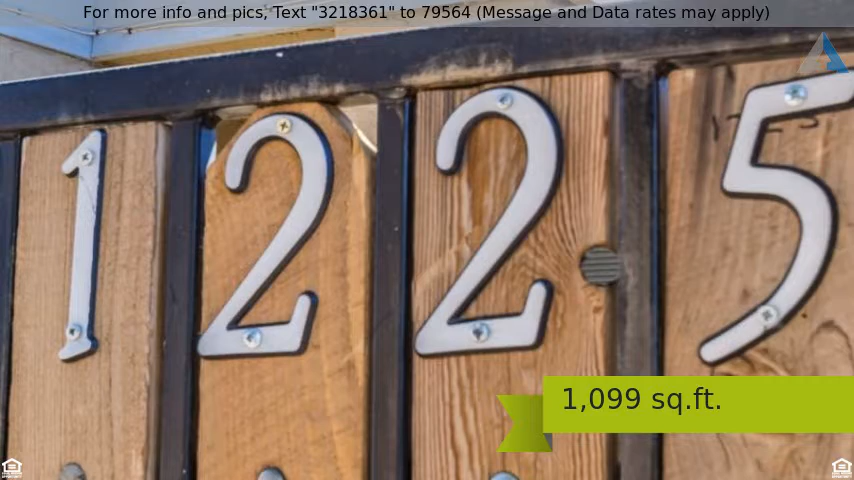 For more info and pics, Text "3218361" to 79564 (Message and Data rates may apply)
1225
1,099 sq.ft.